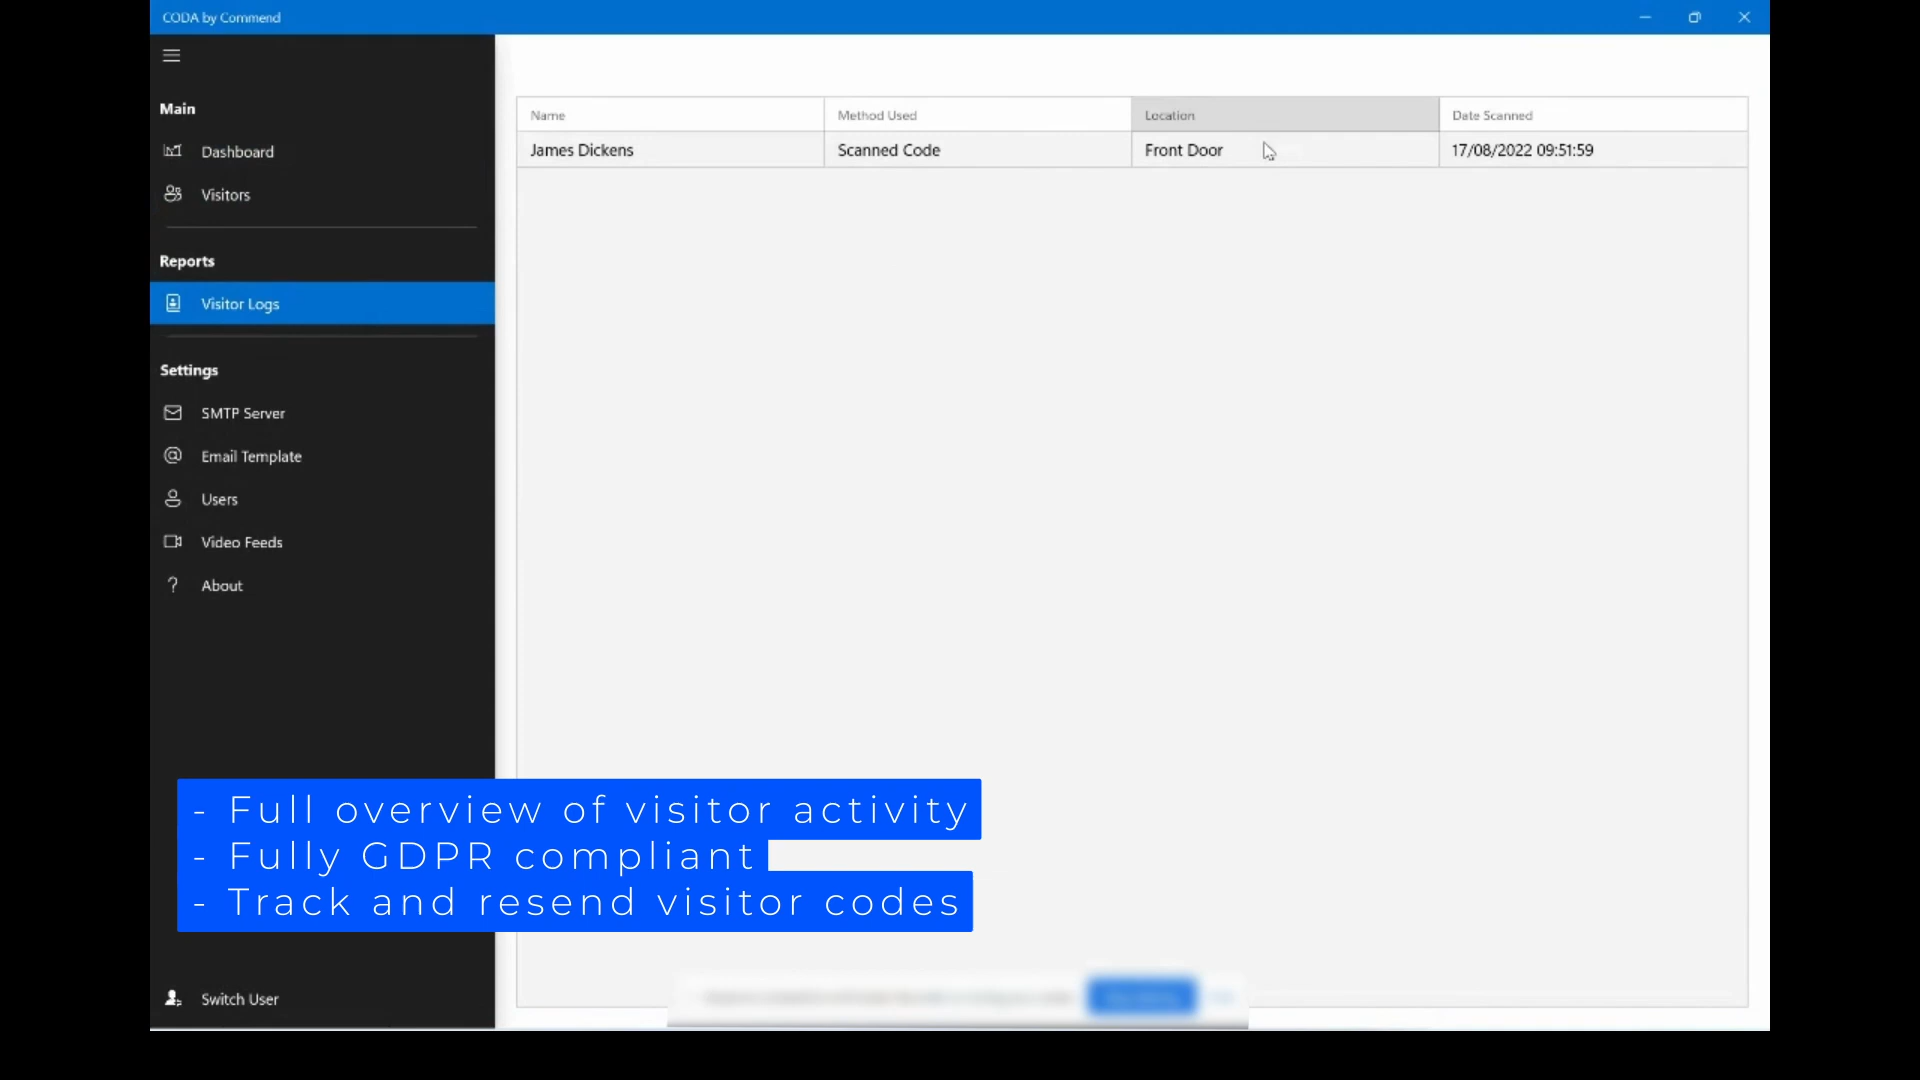 CODA by Commend
Main
Dashboard
Visitors
Reports
Visitor Logs
Settings
SMTP Server
Email Template
Users
Video Feeds
? About
Switch User
Name Method Used Location Date Scanned
James Dickens Scanned Code Front Door 17/08/2022 09:51:59
- Full overview of visitor activity
- Fully GDPR compliant
- Track and resend visitor codes